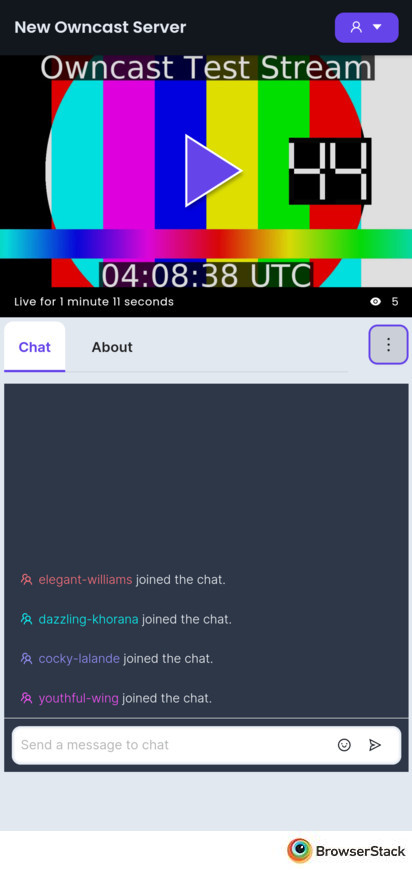 New Owncast Server
Owncast Test Stream
44
04:08:38 UTC
Live for 1 minute 11 seconds
5
Chat
About
elegant-williams joined the chat.
dazzling-khorana joined the chat.
cocky-lalande joined the chat.
youthful-wing joined the chat.
Send a message to chat
BrowserStack